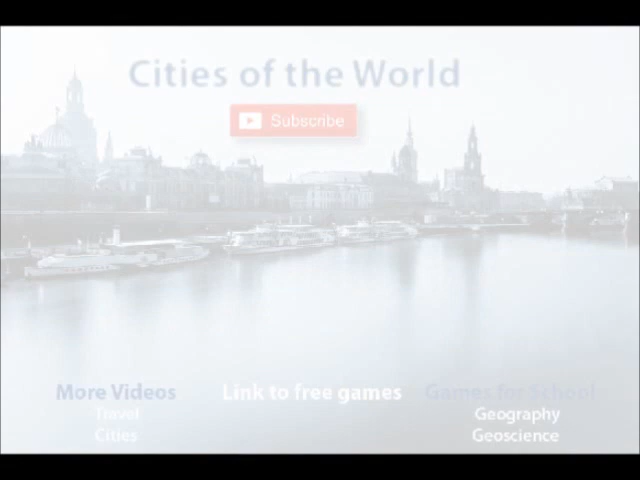 Cities of the World
Subscribe
More Videos
Travel
Cities
Link to free games
Games for School
Geography
Geoscience